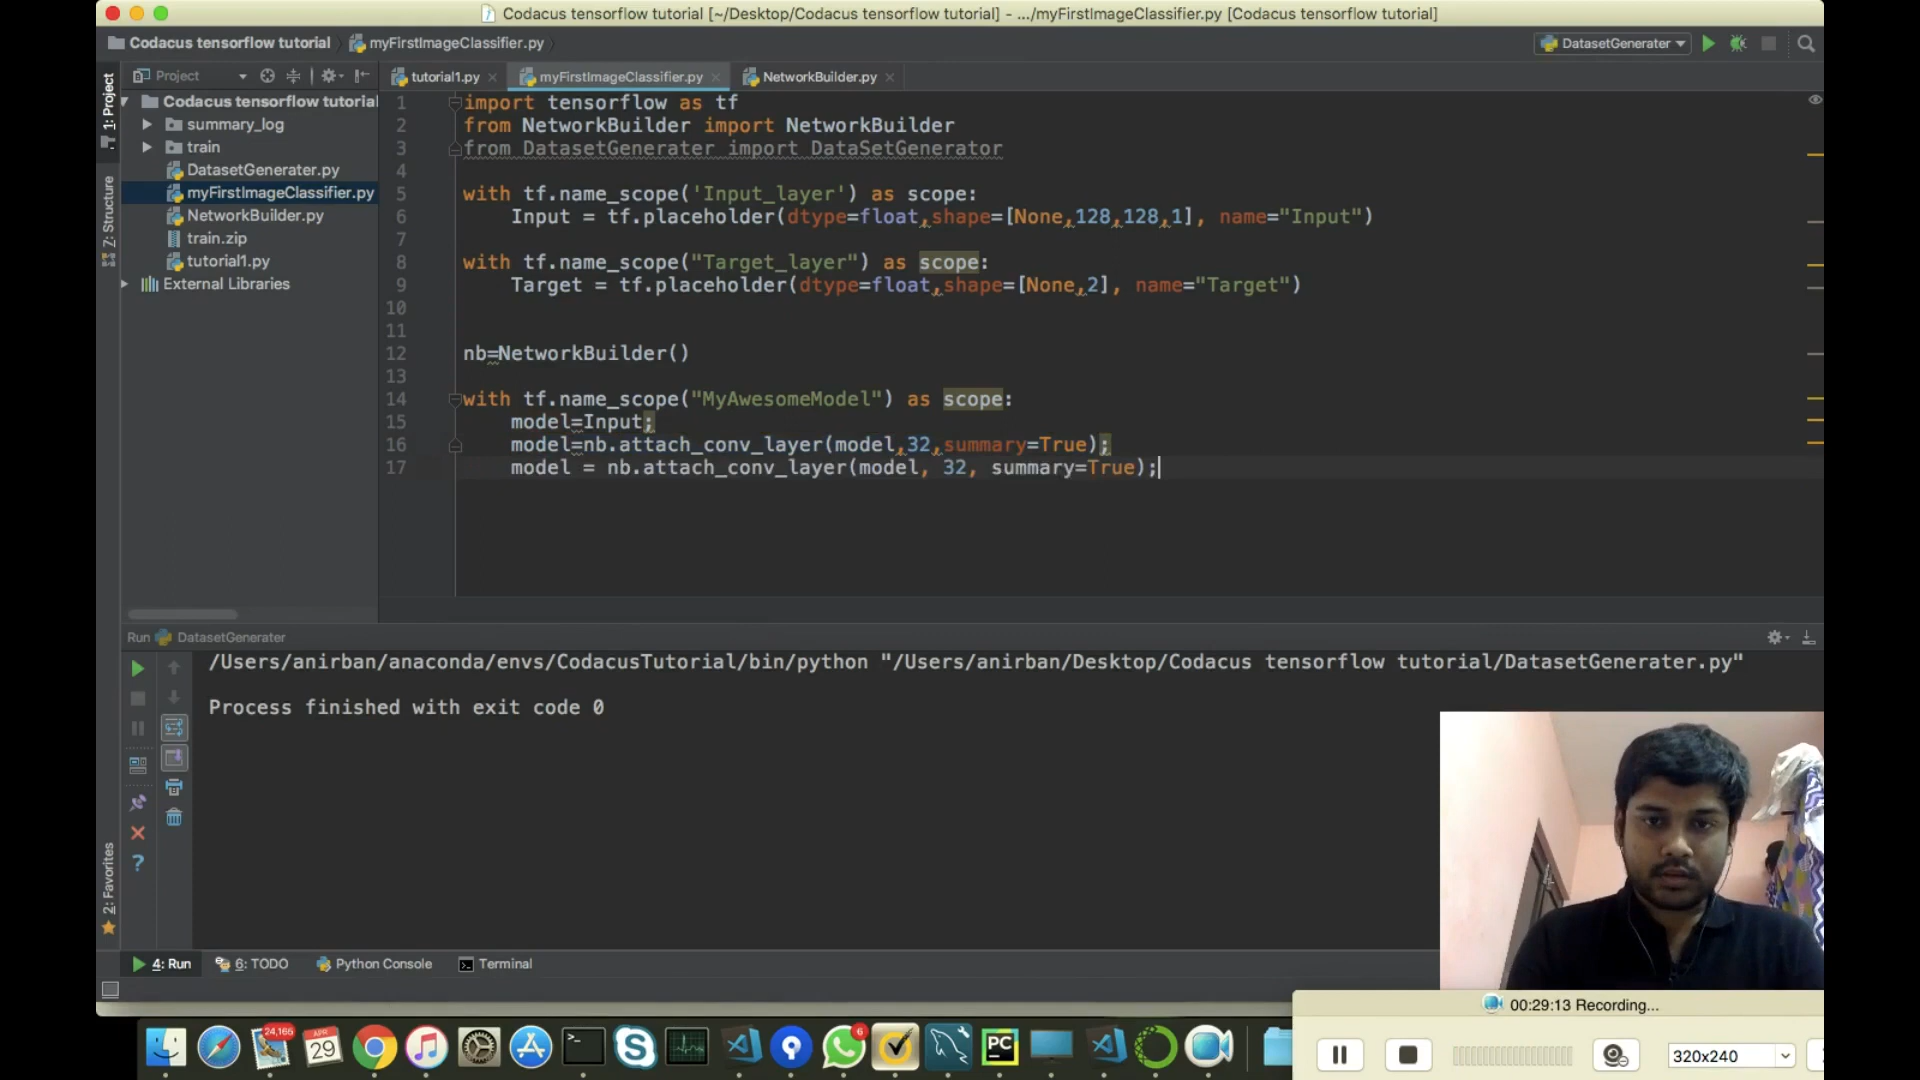 Codacus tensorflow tutorial [~/Desktop/Codacus tensorflow tutorial] - .../myFirstImageClassifier.py [Codacus tensorflow tutorial]
Codacus tensorflow tutorial
myFirstImageClassifier.py
DatasetGenerater
Project
tutorial1.py
myFirstImageClassifier.py
NetworkBuilder.py
1: Project
Z: Structure
2: Favorites
Codacus tensorflow tutorial
summary_log
train
DatasetGenerater.py
myFirstImageClassifier.py
NetworkBuilder.py
train.zip
tutorial1.py
External Libraries
1 import tensorflow as tf
2 from NetworkBuilder import NetworkBuilder
3 from DatasetGenerater import DataSetGenerator
4
5 with tf.name_scope('Input_layer') as scope:
6 Input = tf.placeholder(dtype=float,shape=[None,128,128,1], name="Input")
7
8 with tf.name_scope("Target_layer") as scope:
9 Target = tf.placeholder(dtype=float,shape=[None,2], name="Target")
10
11
12 nb=NetworkBuilder()
13
14 with tf.name_scope("MyAwesomeModel") as scope:
15 model=Input;
16 model=nb.attach_conv_layer(model,32,summary=True);
17 model = nb.attach_conv_layer(model, 32, summary=True);
Run DatasetGenerater
/Users/anirban/anaconda/envs/CodacusTutorial/bin/python "/Users/anirban/Desktop/Codacus tensorflow tutorial/DatasetGenerater.py"
Process finished with exit code 0
4: Run
6: TODO
Python Console
Terminal
00:29:13 Recording...
24,166
APR
29
6
PC
320x240